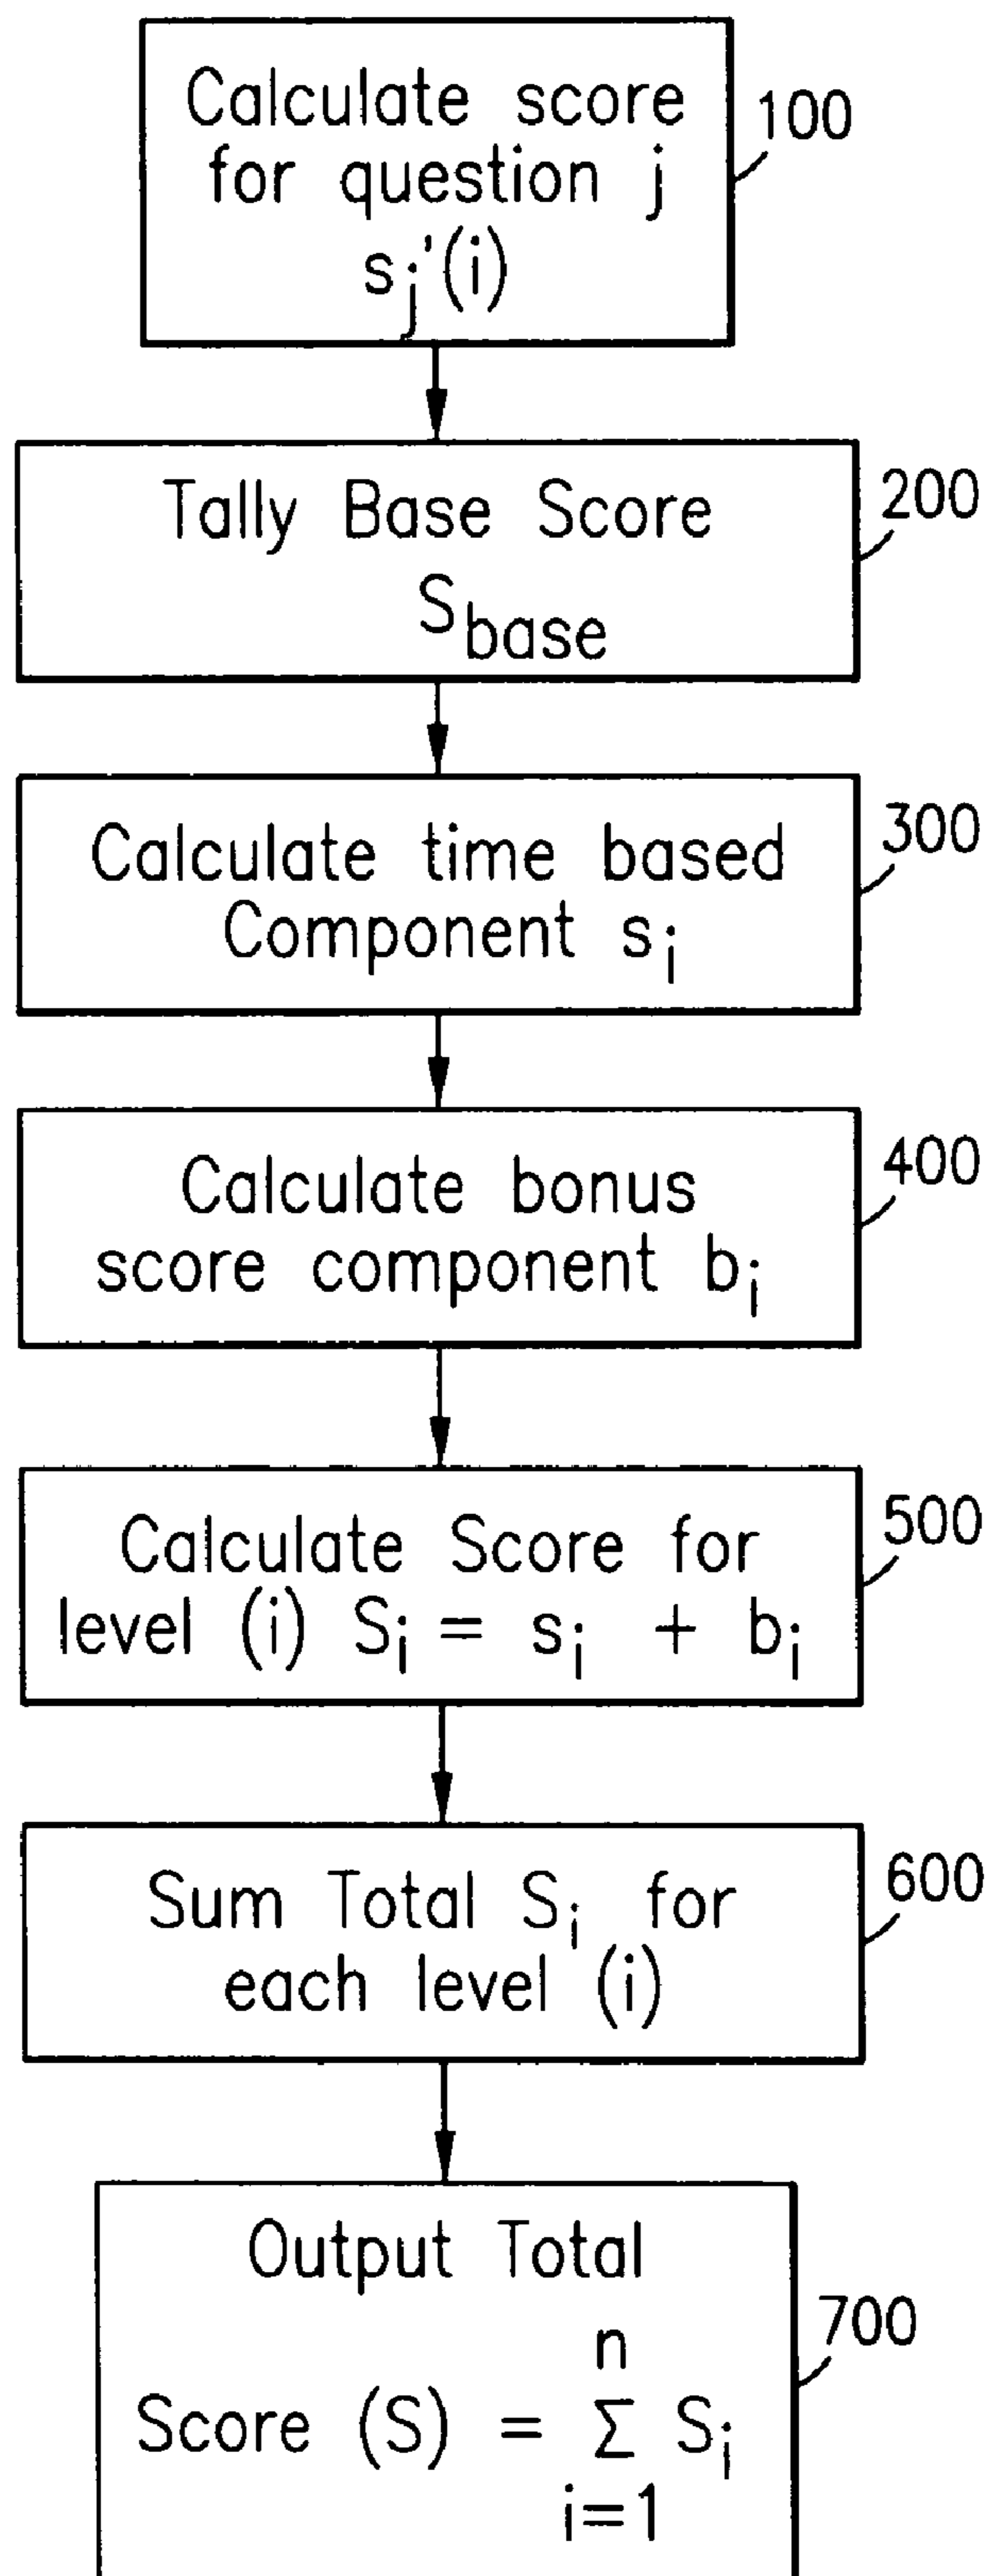 Calculate score
for question j
s_j'(i)
100
Tally Base Score
S_base
200
Calculate time based
Component s_i
300
Calculate bonus
score component b_i
400
Calculate Score for
level (i) S_i = s_i + b_i
500
Sum Total S_i for
each level (i)
600
Output Total
n
Score (S) = Σ S_i
i=1
700